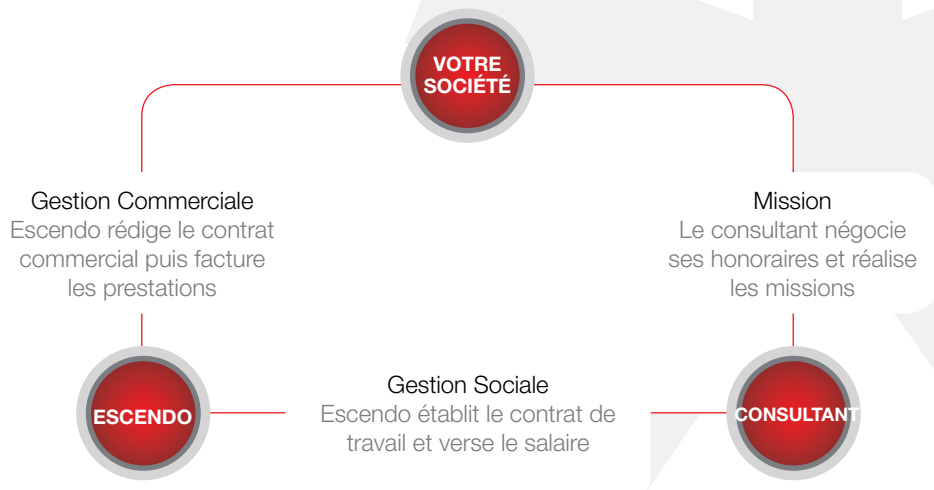 VOTRE
SOCIÉTÉ
Gestion Commerciale
Escendo rédige le contrat
commercial puis facture
les prestations
Mission
Le consultant négocie
ses honoraires et réalise
les missions
ESCENDO
Gestion Sociale
Escendo établit le contrat de
travail et verse le salaire
CONSULTANT